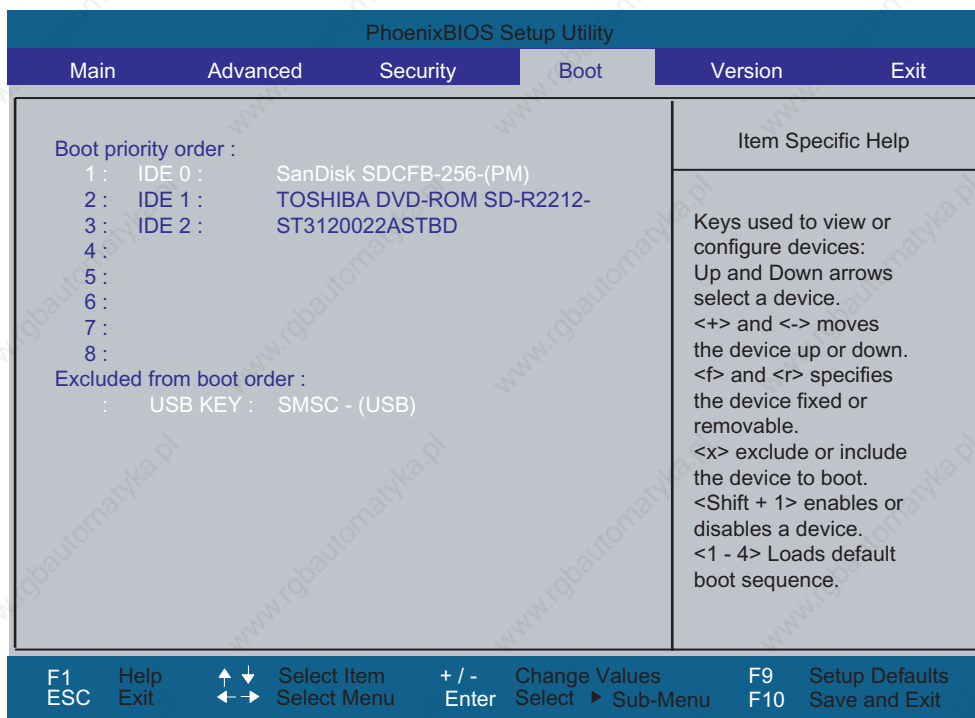 PhoenixBIOS Setup Utility
Main Advanced Security Boot Version Exit
Boot priority order :
1 : IDE 0 : SanDisk SDCFB-256-(PM)
2 : IDE 1 : TOSHIBA DVD-ROM SD-R2212-
3 : IDE 2 : ST3120022ASTBD
4 :
5 :
6 :
7 :
8 :
Excluded from boot order :
: USB KEY : SMSC - (USB)
Item Specific Help
Keys used to view or
configure devices:
Up and Down arrows
select a device.
<+> and <-> moves
the device up or down.
<f> and <r> specifies
the device fixed or
removable.
<x> exclude or include
the device to boot.
<Shift + 1> enables or
disables a device.
<1 - 4> Loads default
boot sequence.
F1 Help Select Item + / - Change Values F9 Setup Defaults
ESC Exit Select Menu Enter Select Sub-Menu F10 Save and Exit
www.rgbautomatyka.pl